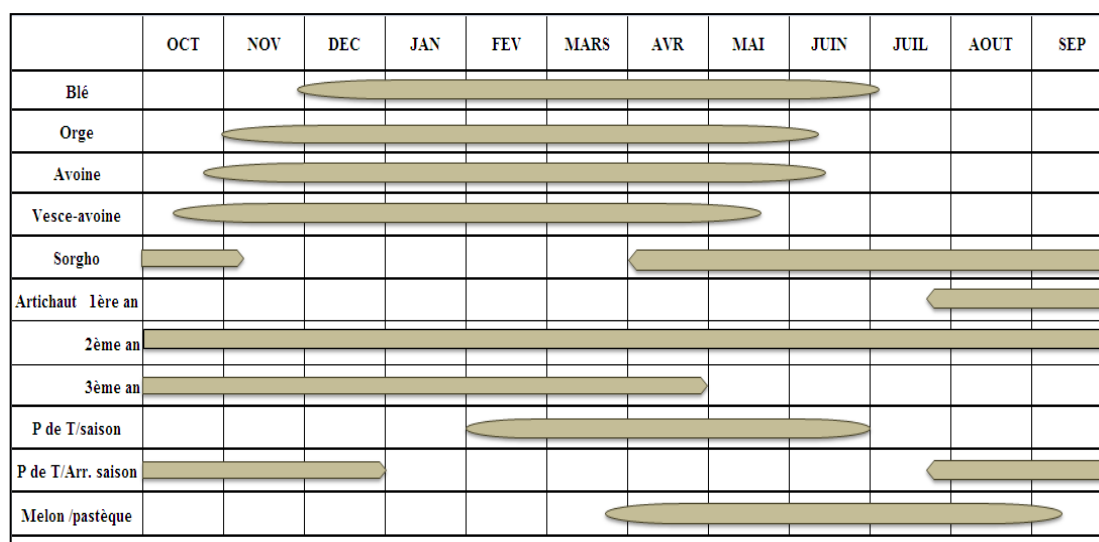 OCT NOV DEC JAN FEV MARS AVR MAI JUIN JUIL AOUT SEP
Blé
Orge
Avoine
Vesce-avoine
Sorgho
Artichaut 1ère an
2ème an
3ème an
P de T/saison
P de T/Arr. saison
Melon /pastèque